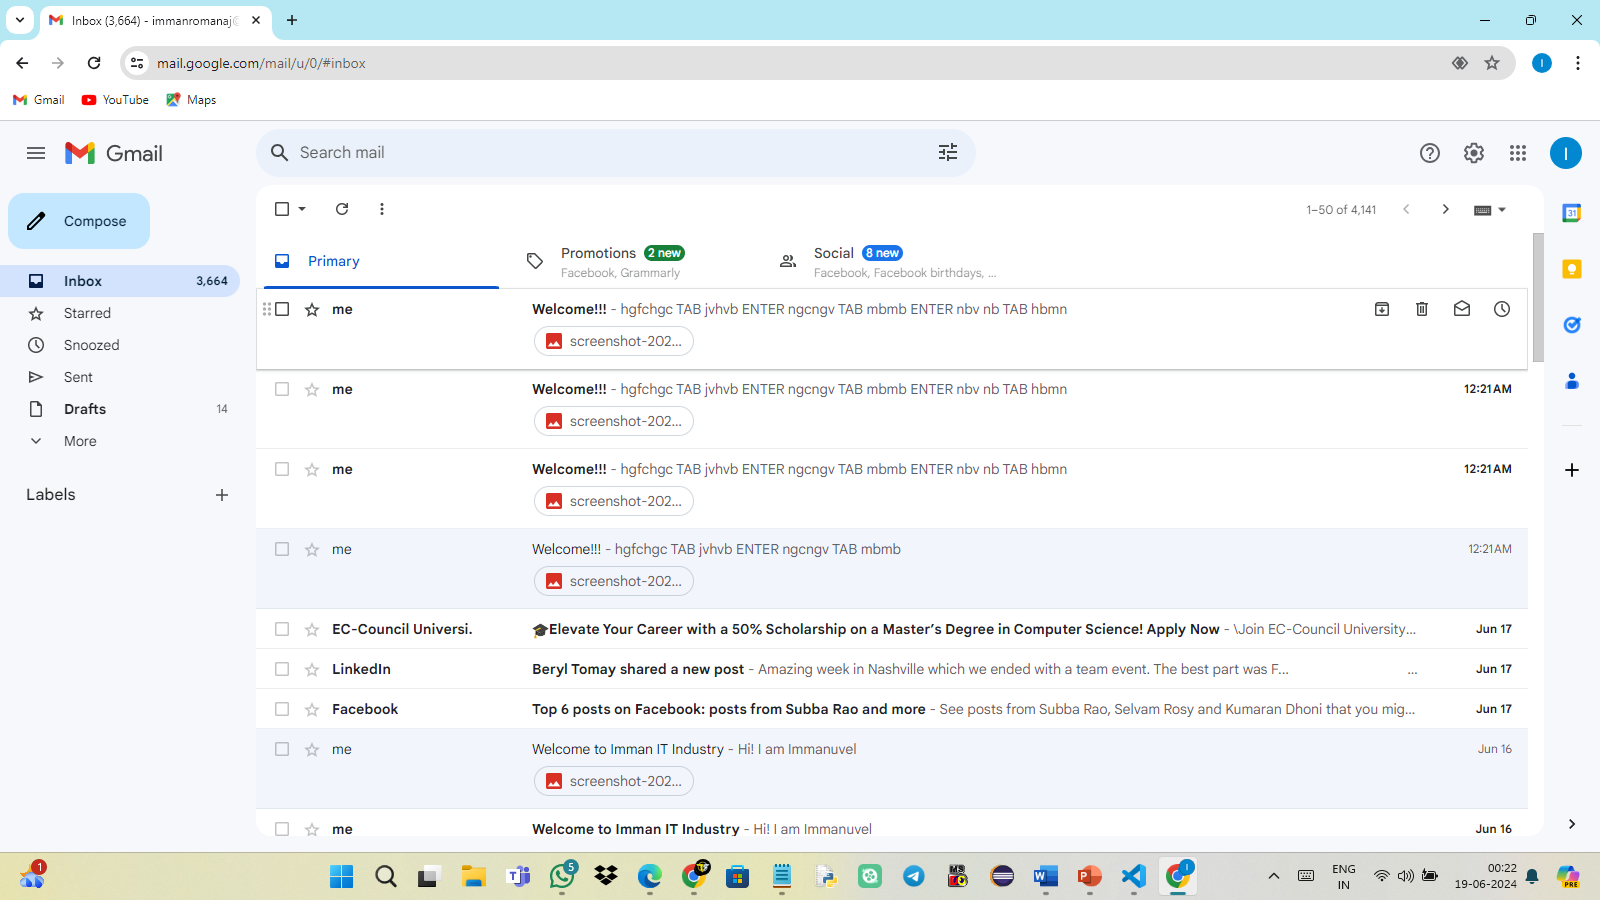 Inbox (3,664) - immanromanaj@
mail.google.com/mail/u/0/#inbox
I
Gmail
YouTube
Maps
Gmail
Search mail
I
Compose
1–50 of 4,141
31
Primary
Promotions 2 new
Facebook, Grammarly
Social 8 new
Facebook, Facebook birthdays, ...
Inbox 3,664
Starred
Snoozed
Sent
Drafts 14
More
Labels
me Welcome!!! - hgfchgc TAB jvhvb ENTER ngcngv TAB mbmb ENTER nbv nb TAB hbmn
screenshot-202...
me Welcome!!! - hgfchgc TAB jvhvb ENTER ngcngv TAB mbmb ENTER nbv nb TAB hbmn 12:21 AM
screenshot-202...
me Welcome!!! - hgfchgc TAB jvhvb ENTER ngcngv TAB mbmb ENTER nbv nb TAB hbmn 12:21 AM
screenshot-202...
me Welcome!!! - hgfchgc TAB jvhvb ENTER ngcngv TAB mbmb 12:21 AM
screenshot-202...
EC-Council Universi. 🎓Elevate Your Career with a 50% Scholarship on a Master’s Degree in Computer Science! Apply Now - \Join EC-Council University... Jun 17
LinkedIn Beryl Tomay shared a new post - Amazing week in Nashville which we ended with a team event. The best part was F... ... Jun 17
Facebook Top 6 posts on Facebook: posts from Subba Rao and more - See posts from Subba Rao, Selvam Rosy and Kumaran Dhoni that you mig... Jun 17
me Welcome to Imman IT Industry - Hi! I am Immanuvel Jun 16
screenshot-202...
me Welcome to Imman IT Industry - Hi! I am Immanuvel Jun 16
1
5
I
ENG
IN
00:22
19-06-2024
PRE